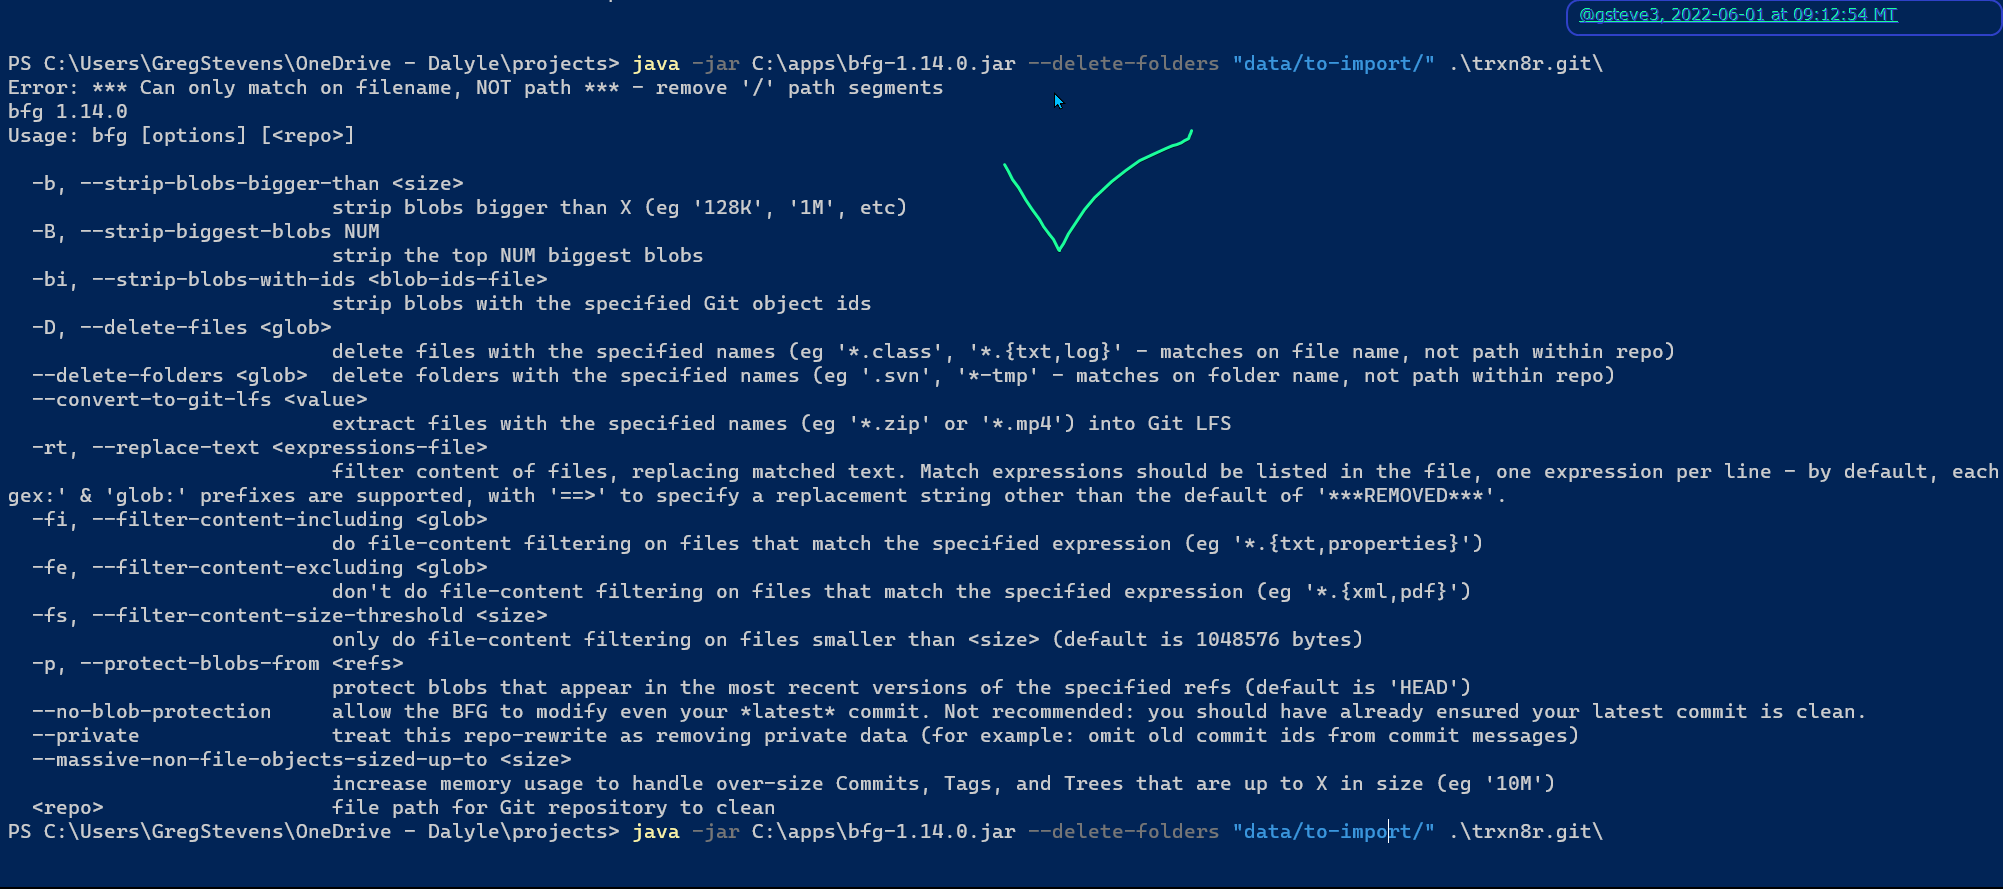 @gsteve3, 2022-06-01 at 09:12:54 MT
PS C:\Users\GregStevens\OneDrive - Dalyle\projects> java -jar C:\apps\bfg-1.14.0.jar --delete-folders "data/to-import/" .\trxn8r.git\
Error: *** Can only match on filename, NOT path *** - remove '/' path segments
bfg 1.14.0
Usage: bfg [options] [<repo>]
-b, --strip-blobs-bigger-than <size>
strip blobs bigger than X (eg '128K', '1M', etc)
-B, --strip-biggest-blobs NUM
strip the top NUM biggest blobs
-bi, --strip-blobs-with-ids <blob-ids-file>
strip blobs with the specified Git object ids
-D, --delete-files <glob>
delete files with the specified names (eg '*.class', '*.{txt,log}' - matches on file name, not path within repo)
--delete-folders <glob>  delete folders with the specified names (eg '.svn', '*-tmp' - matches on folder name, not path within repo)
--convert-to-git-lfs <value>
extract files with the specified names (eg '*.zip' or '*.mp4') into Git LFS
-rt, --replace-text <expressions-file>
filter content of files, replacing matched text. Match expressions should be listed in the file, one expression per line - by default, each
gex:' & 'glob:' prefixes are supported, with '==>' to specify a replacement string other than the default of '***REMOVED***'.
-fi, --filter-content-including <glob>
do file-content filtering on files that match the specified expression (eg '*.{txt,properties}')
-fe, --filter-content-excluding <glob>
don't do file-content filtering on files that match the specified expression (eg '*.{xml,pdf}')
-fs, --filter-content-size-threshold <size>
only do file-content filtering on files smaller than <size> (default is 1048576 bytes)
-p, --protect-blobs-from <refs>
protect blobs that appear in the most recent versions of the specified refs (default is 'HEAD')
--no-blob-protection     allow the BFG to modify even your *latest* commit. Not recommended: you should have already ensured your latest commit is clean.
--private                treat this repo-rewrite as removing private data (for example: omit old commit ids from commit messages)
--massive-non-file-objects-sized-up-to <size>
increase memory usage to handle over-size Commits, Tags, and Trees that are up to X in size (eg '10M')
<repo>                   file path for Git repository to clean
PS C:\Users\GregStevens\OneDrive - Dalyle\projects> java -jar C:\apps\bfg-1.14.0.jar --delete-folders "data/to-import/" .\trxn8r.git\